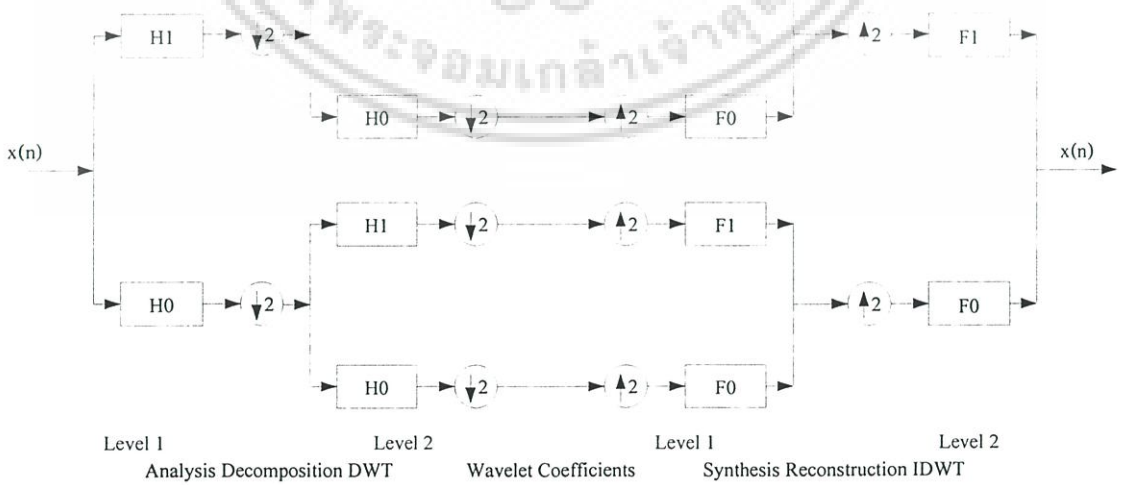 H1 2 2 F1
H0 2 2 F0
x(n) x(n)
H1 2 2 F1
H0 2 2 F0
H0 2 2 F0
Level 1 Level 2 Level 1 Level 2
Analysis Decomposition DWT Wavelet Coefficients Synthesis Reconstruction IDWT